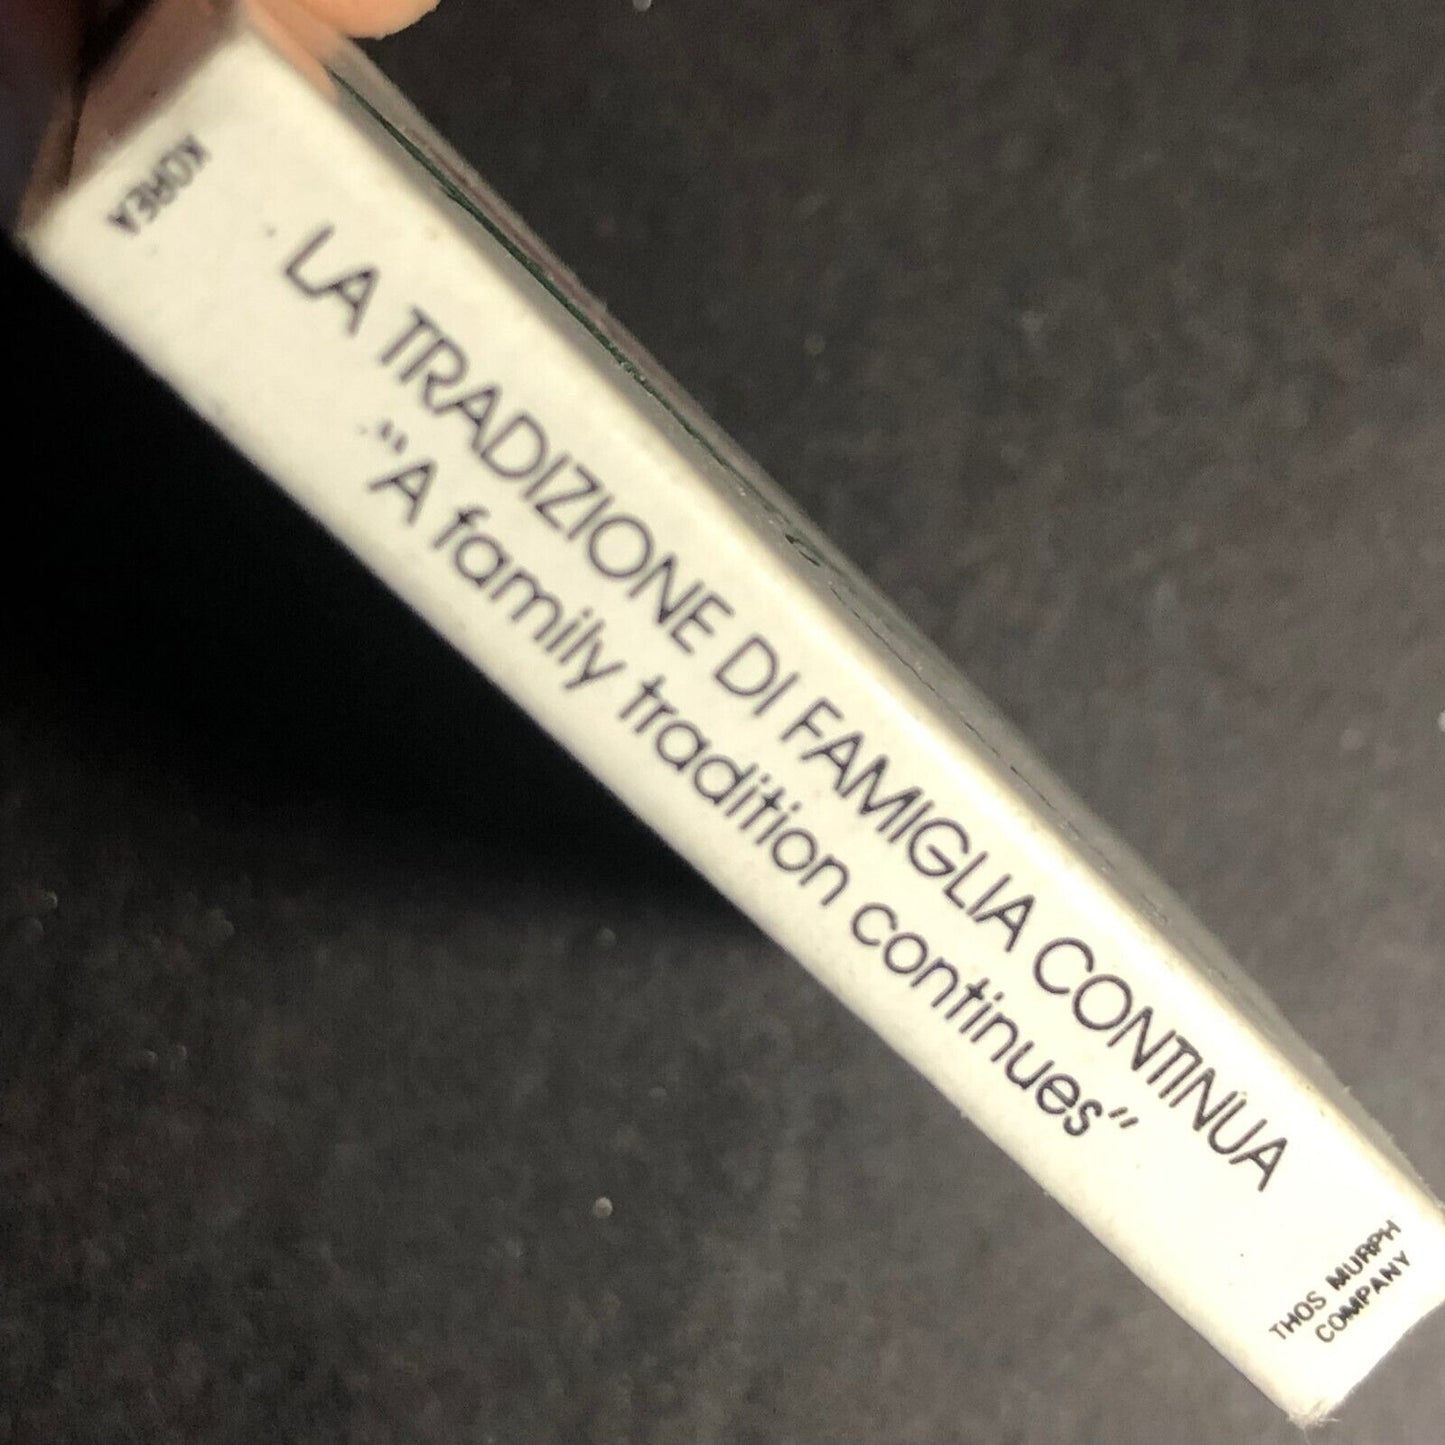 KOREA
LA TRADIZIONE DI FAMIGLIA CONTINUA
"A family tradition continues"
THOS MURPH
COMPANY